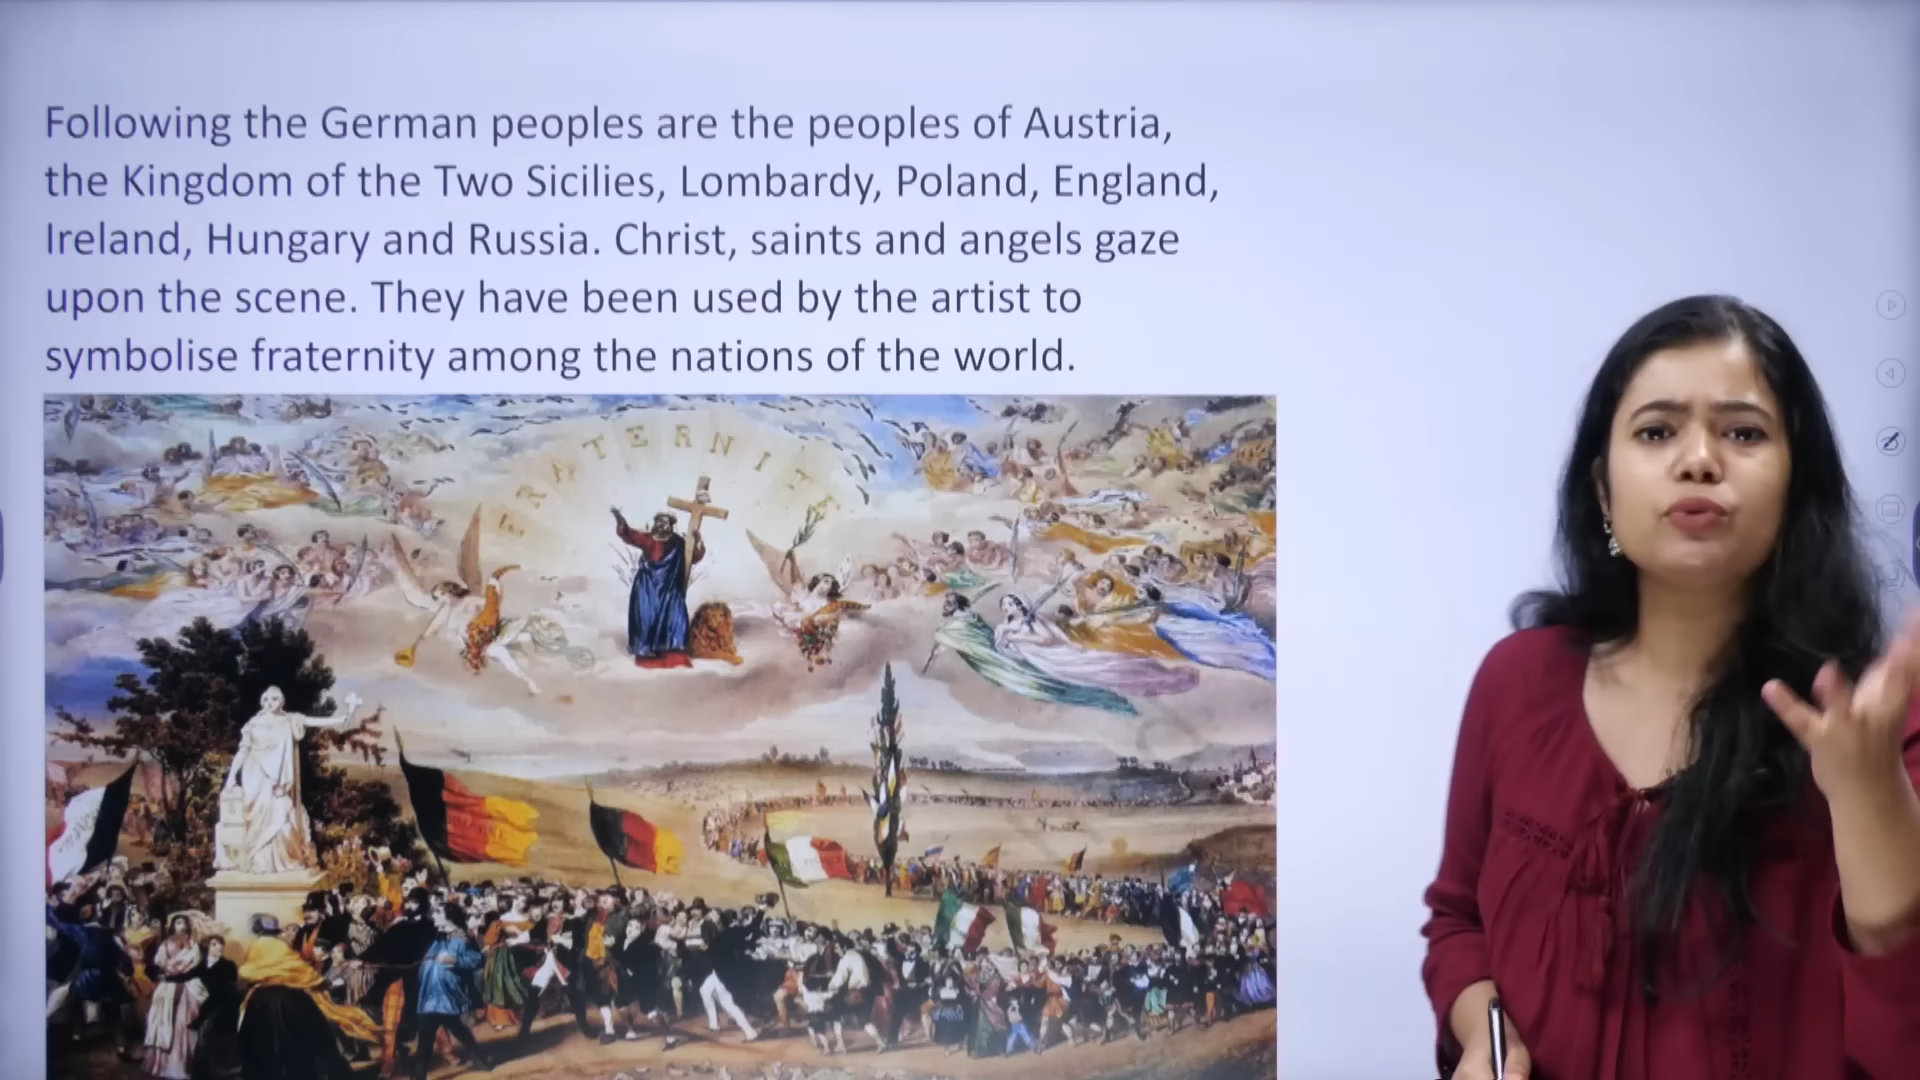 Following the German peoples are the peoples of Austria,
the Kingdom of the Two Sicilies, Lombardy, Poland, England,
Ireland, Hungary and Russia. Christ, saints and angels gaze
upon the scene. They have been used by the artist to
symbolise fraternity among the nations of the world.
FRATERNITÉ